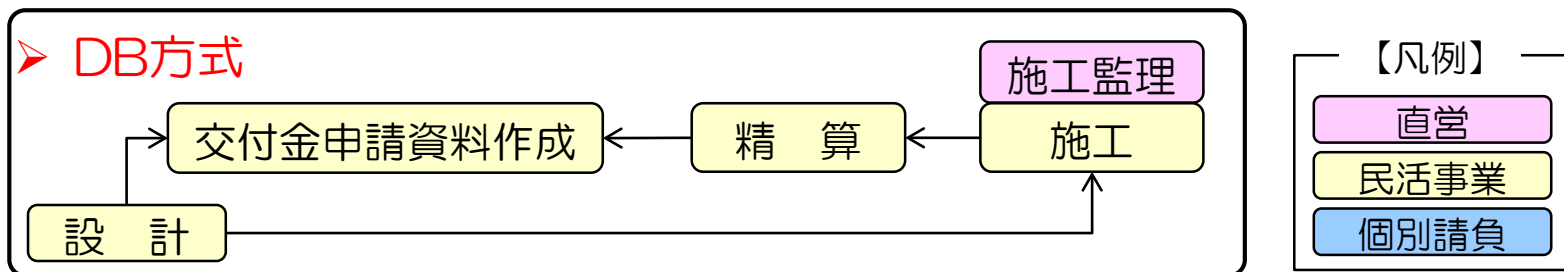 ➢ DB方式
施工監理
交付金申請資料作成
精　算
施工
設　計
【凡例】
直営
民活事業
個別請負